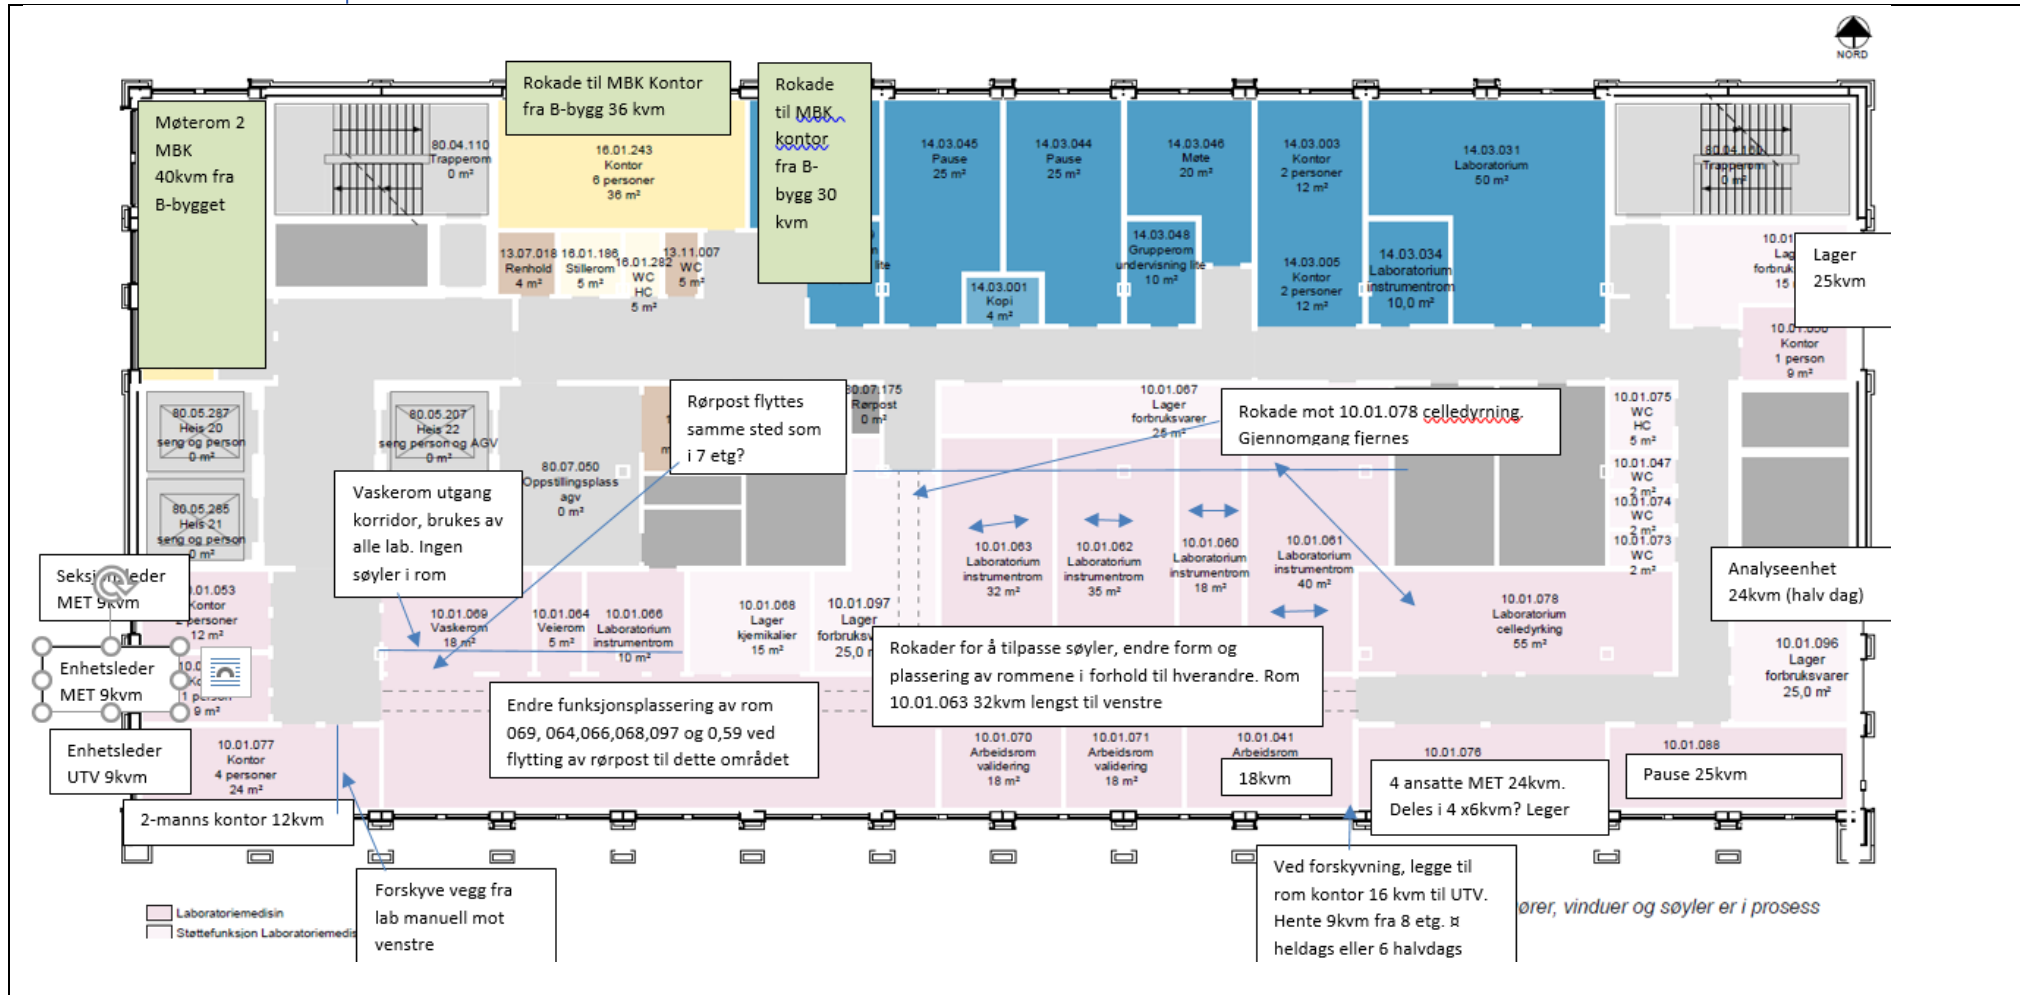 NORD
Møterom 2
MBK
40kvm fra
B-bygget
80.04.110
Trapperom
0 m²
Rokade til MBK Kontor
fra B-bygg 36 kvm
16.01.243
Kontor
6 personer
36 m²
Rokade
til MBK
kontor
fra B-
bygg 30
kvm
14.03.045
Pause
25 m²
14.03.044
Pause
25 m²
14.03.046
Møte
20 m²
14.03.003
Kontor
2 personer
12 m²
14.03.031
Laboratorium
50 m²
Trapperom
0 m²
13.07.018
Renhold
4 m²
16.01.186
Stillerom
5 m²
16.01.282
WC
HC
5 m²
13.11.007
WC
5 m²
lite
14.03.001
Kopi
4 m²
14.03.048
Grupperom
undervisning lite
10 m²
14.03.005
Kontor
2 personer
12 m²
14.03.034
Laboratorium
instrumentrom
10,0 m²
10.01
Lag
forbruk
15
Lager
25kvm
Kontor
1 person
9 m²
80.05.287
Heis 20
seng og person
0 m²
80.05.207
Heis 22
seng person og AGV
0 m²
Rørpost flyttes
samme sted som
i 7 etg?
80.07.175
Rørpost
0 m²
10.01.067
Lager
forbruksvarer
25 m²
Rokade mot 10.01.078 celledyrning.
Gjennomgang fjernes
10.01.075
WC
HC
5 m²
10.01.047
WC
2 m²
10.01.074
WC
2 m²
10.01.073
WC
2 m²
80.05.285
Heis 21
seng og person
0 m²
Vaskerom utgang
korridor, brukes av
alle lab. Ingen
søyler i rom
80.07.050
Oppstillingsplass
agv
0 m²
10.01.063
Laboratorium
instrumentrom
32 m²
10.01.062
Laboratorium
instrumentrom
35 m²
10.01.060
Laboratorium
instrumentrom
18 m²
10.01.061
Laboratorium
instrumentrom
40 m²
Analyseenhet
24kvm (halv dag)
Seksjonsleder
MET 9kvm
01.053
Kontor
2 personer
12 m²
10.01.069
Vaskerom
18 m²
10.01.064
Veierom
5 m²
10.01.066
Laboratorium
instrumentrom
10 m²
10.01.068
Lager
kjemikalier
15 m²
10.01.097
Lager
forbruksv
25,0
10.01.078
Laboratorium
celledyrking
55 m²
10.01.096
Lager
forbruksvarer
25,0 m²
Enhetsleder
MET 9kvm
9 m²
Rokader for å tilpasse søyler, endre form og
plassering av rommene i forhold til hverandre. Rom
10.01.063 32kvm lengst til venstre
Endre funksjonsplassering av rom
069, 064,066,068,097 og 0,59 ved
flytting av rørpost til dette området
Enhetsleder
UTV 9kvm
10.01.077
Kontor
4 personer
24 m²
10.01.070
Arbeidsrom
validering
18 m²
10.01.071
Arbeidsrom
validering
18 m²
10.01.041
Arbeidsrom
18kvm
10.01.076
4 ansatte MET 24kvm.
Deles i 4 x6kvm? Leger
10.01.088
Pause 25kvm
2-manns kontor 12kvm
Forskyve vegg fra
lab manuell mot
venstre
Ved forskyvning, legge til
rom kontor 16 kvm til UTV.
Hente 9kvm fra 8 etg. ¤
heldags eller 6 halvdags
ører, vinduer og søyler er i prosess
Laboratoriemedisin
Støttefunksjon Laboratoriemedis